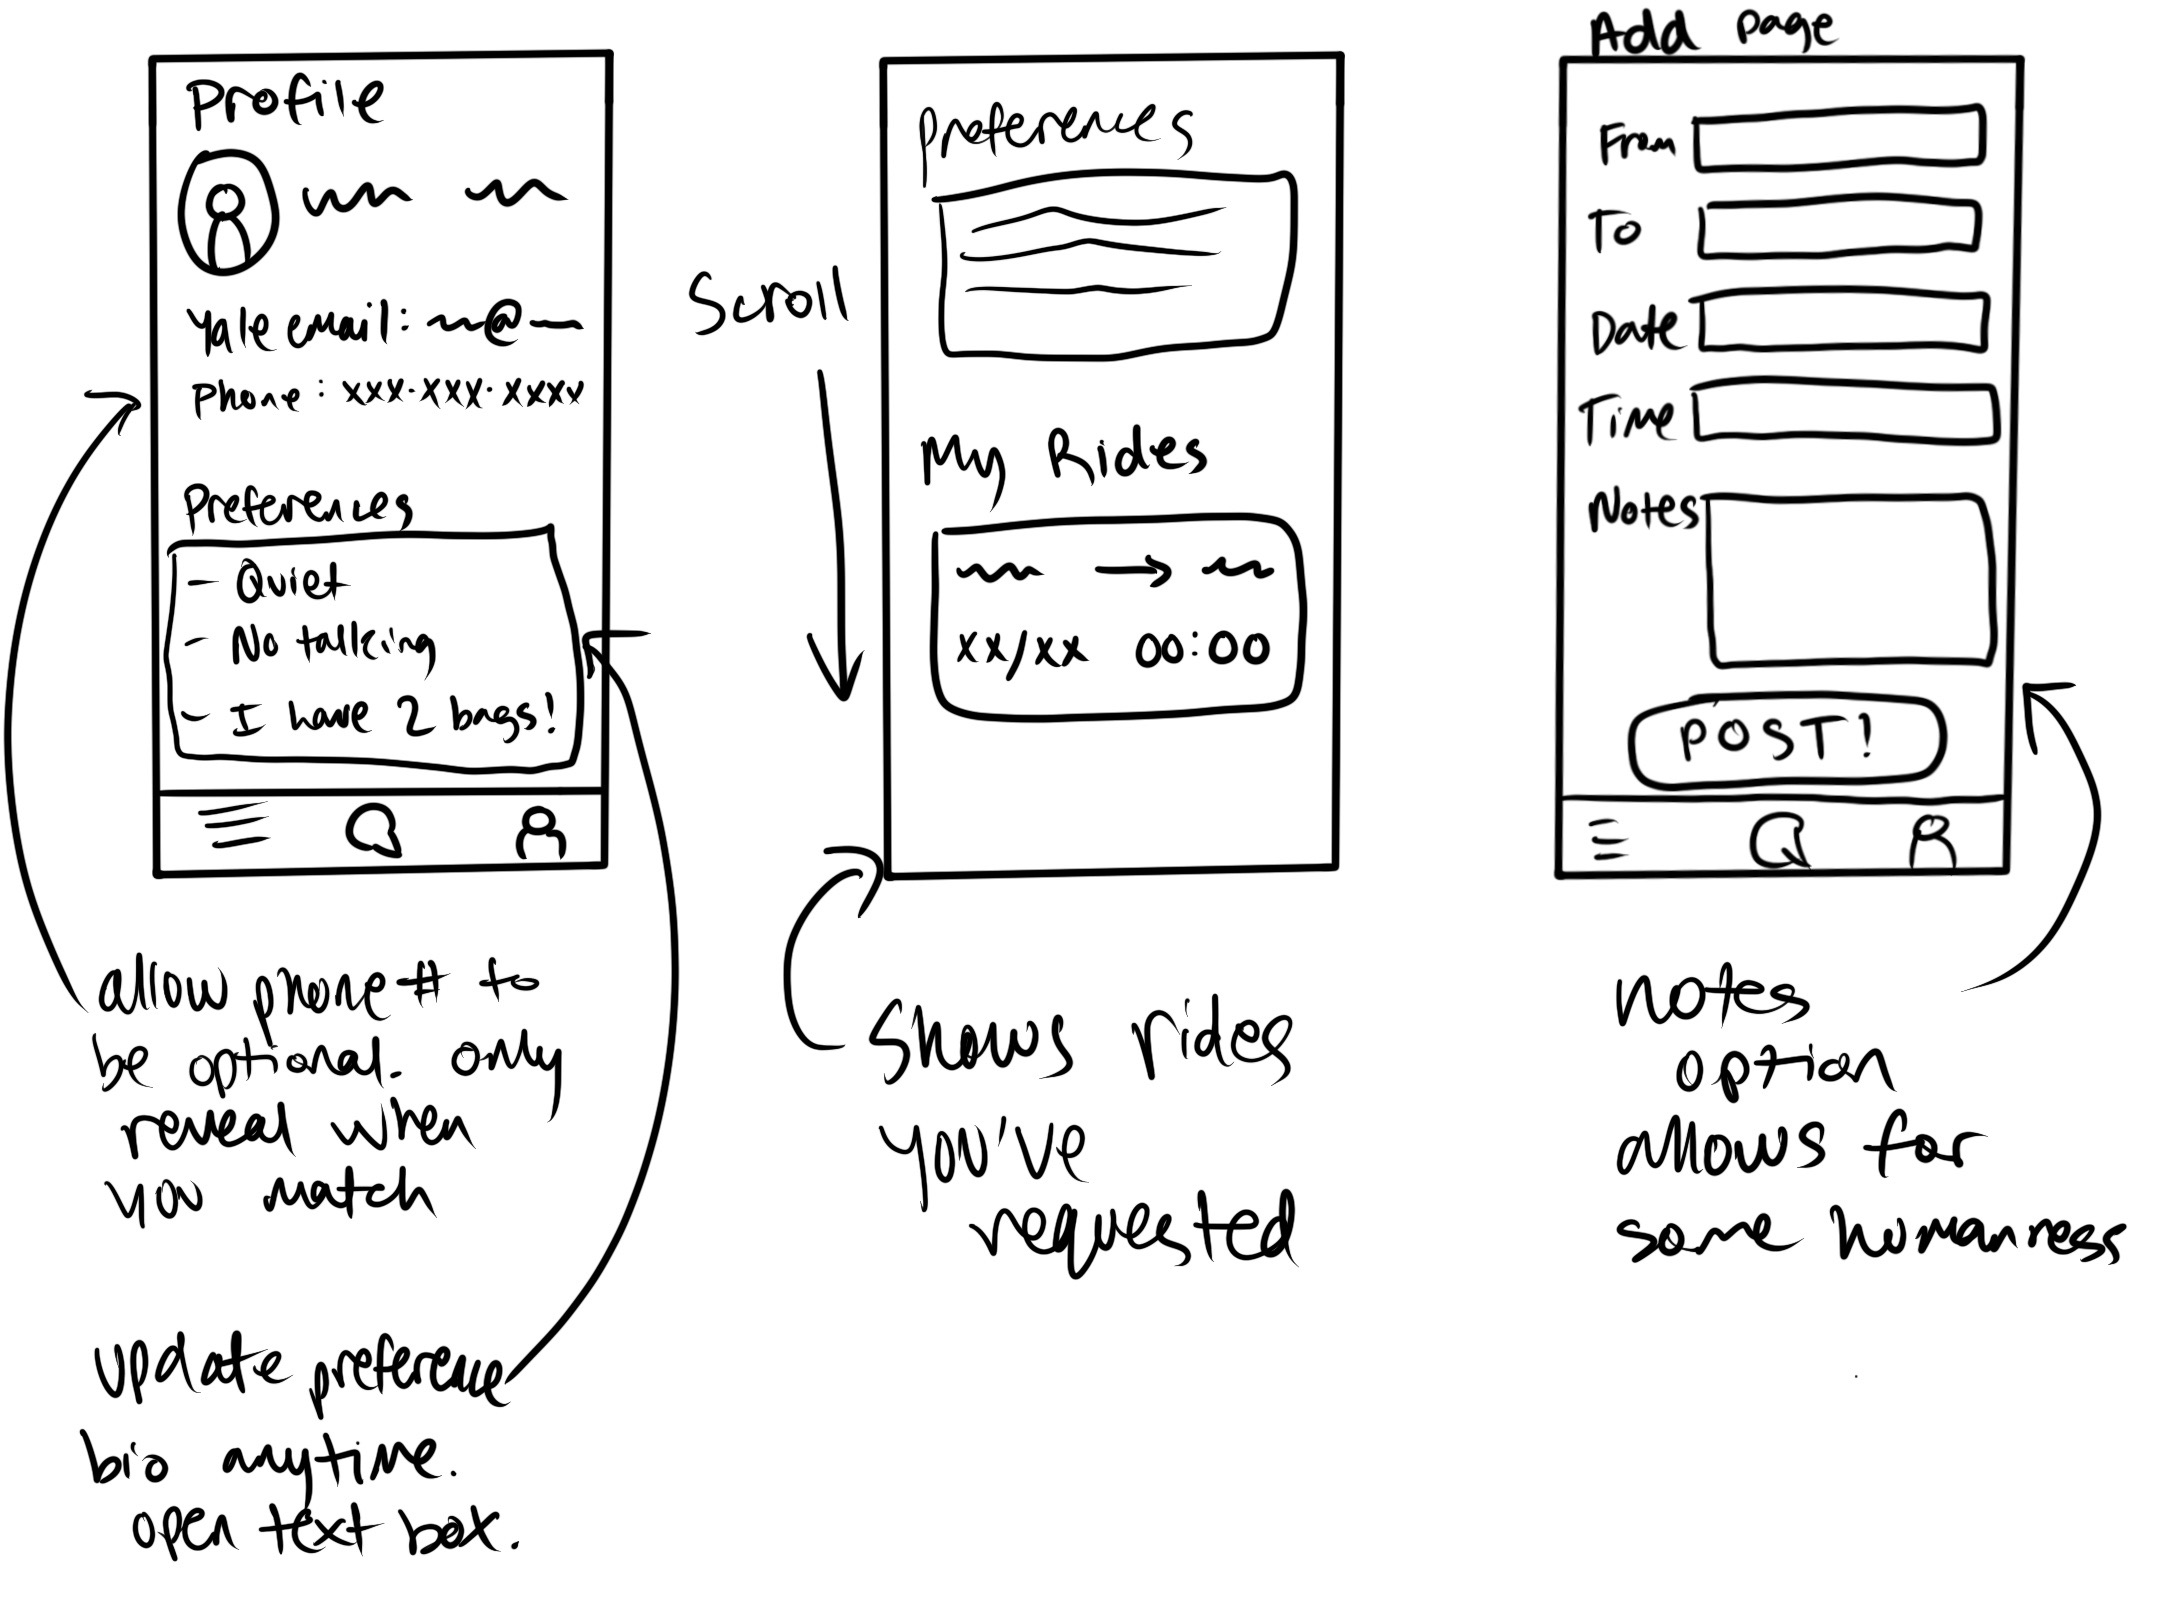 Profile
Yale email: @
Phone: xxx-xxx-xxxx
Preferences
- Quiet
- No talking
- I have 2 bags!
allow phone # to
be optional. only
reveal when
you match
Update preference
bio anytime.
open text box.
Scroll
Preferences
My Rides
xx/xx 00:00
Shows rides
you've
requested
Add page
From
To
Date
Time
Notes
POST!
Notes
option
allows for
some humanness